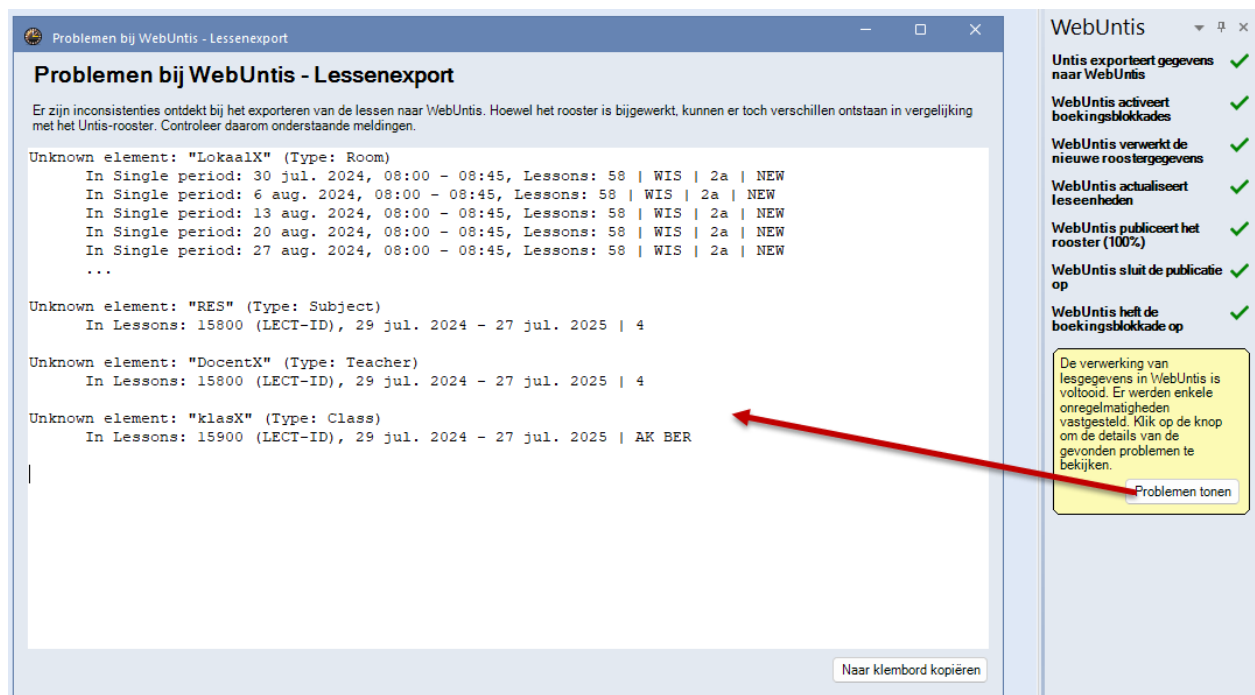 Problemen bij WebUntis - Lessenexport
Problemen bij WebUntis - Lessenexport
Er zijn inconsistenties ontdekt bij het exporteren van de lessen naar WebUntis. Hoewel het rooster is bijgewerkt, kunnen er toch verschillen ontstaan in vergelijking
met het Untis-rooster. Controleer daarom onderstaande meldingen.
Unknown element: "LokaalX" (Type: Room)
In Single period: 30 jul. 2024, 08:00 - 08:45, Lessons: 58 | WIS | 2a | NEW
In Single period: 6 aug. 2024, 08:00 - 08:45, Lessons: 58 | WIS | 2a | NEW
In Single period: 13 aug. 2024, 08:00 - 08:45, Lessons: 58 | WIS | 2a | NEW
In Single period: 20 aug. 2024, 08:00 - 08:45, Lessons: 58 | WIS | 2a | NEW
In Single period: 27 aug. 2024, 08:00 - 08:45, Lessons: 58 | WIS | 2a | NEW
...
Unknown element: "RES" (Type: Subject)
In Lessons: 15800 (LECT-ID), 29 jul. 2024 - 27 jul. 2025 | 4
Unknown element: "DocentX" (Type: Teacher)
In Lessons: 15800 (LECT-ID), 29 jul. 2024 - 27 jul. 2025 | 4
Unknown element: "klasX" (Type: Class)
In Lessons: 15900 (LECT-ID), 29 jul. 2024 - 27 jul. 2025 | AK BER
Naar klembord kopiëren
WebUntis
Untis exporteert gegevens
naar WebUntis
WebUntis activeert
boekingsblokkades
WebUntis verwerkt de
nieuwe roostergegevens
WebUntis actualiseert
leseenheden
WebUntis publiceert het
rooster (100%)
WebUntis sluit de publicatie
op
WebUntis heft de
boekingsblokkade op
De verwerking van
lesgegevens in WebUntis is
voltooid. Er werden enkele
onregelmatigheden
vastgesteld. Klik op de knop
om de details van de
gevonden problemen te
bekijken.
Problemen tonen